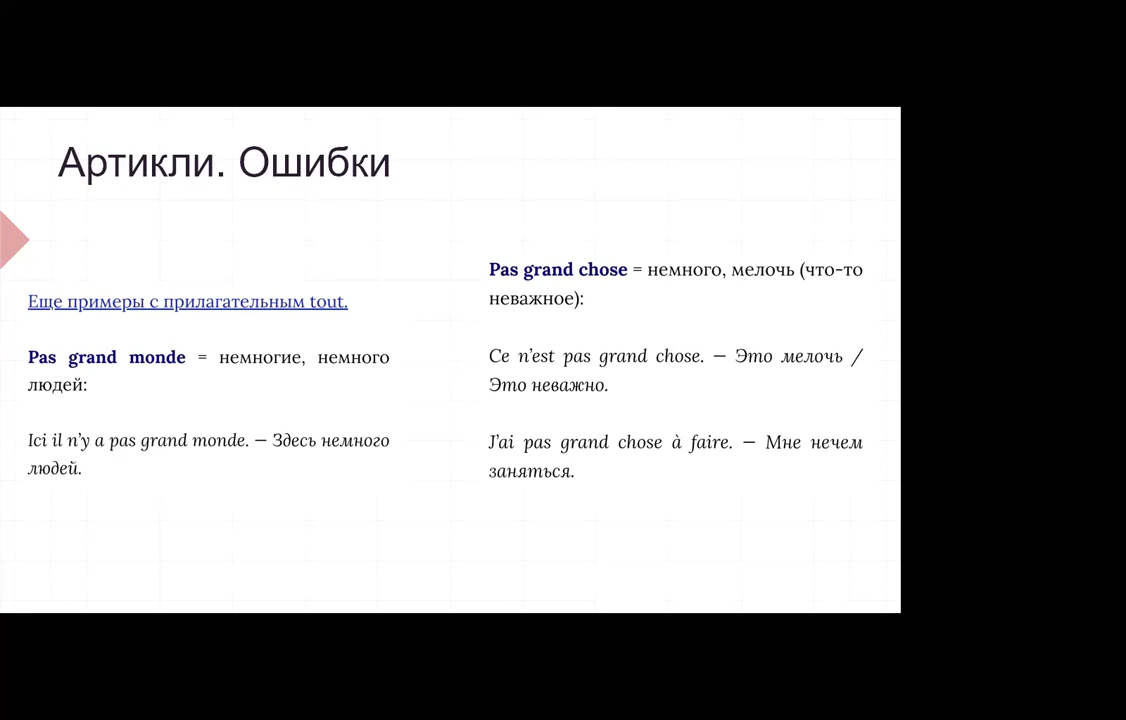 Артикли. Ошибки
Еще примеры с прилагательным tout.
Pas grand monde = немногие, немного
людей:
Ici il n’y a pas grand monde. — Здесь немного
людей.
Pas grand chose = немного, мелочь (что-то
неважное):
Ce n’est pas grand chose. — Это мелочь /
Это неважно.
J’ai pas grand chose à faire. — Мне нечем
заняться.